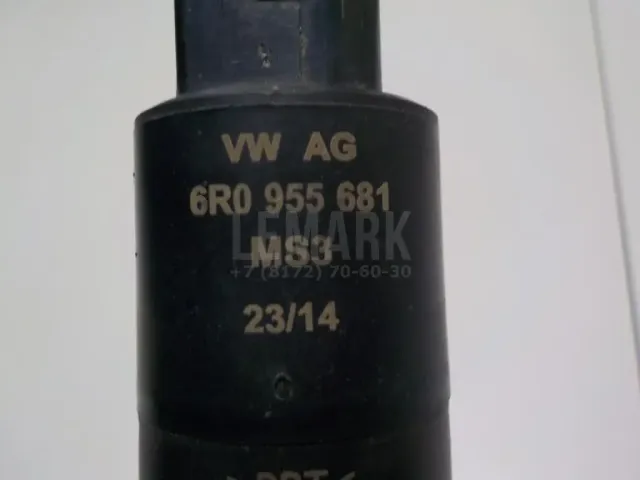 VW AG
6R0 955 681
LEMARK
MS3
+7 (8172) 70-60-30
23/14